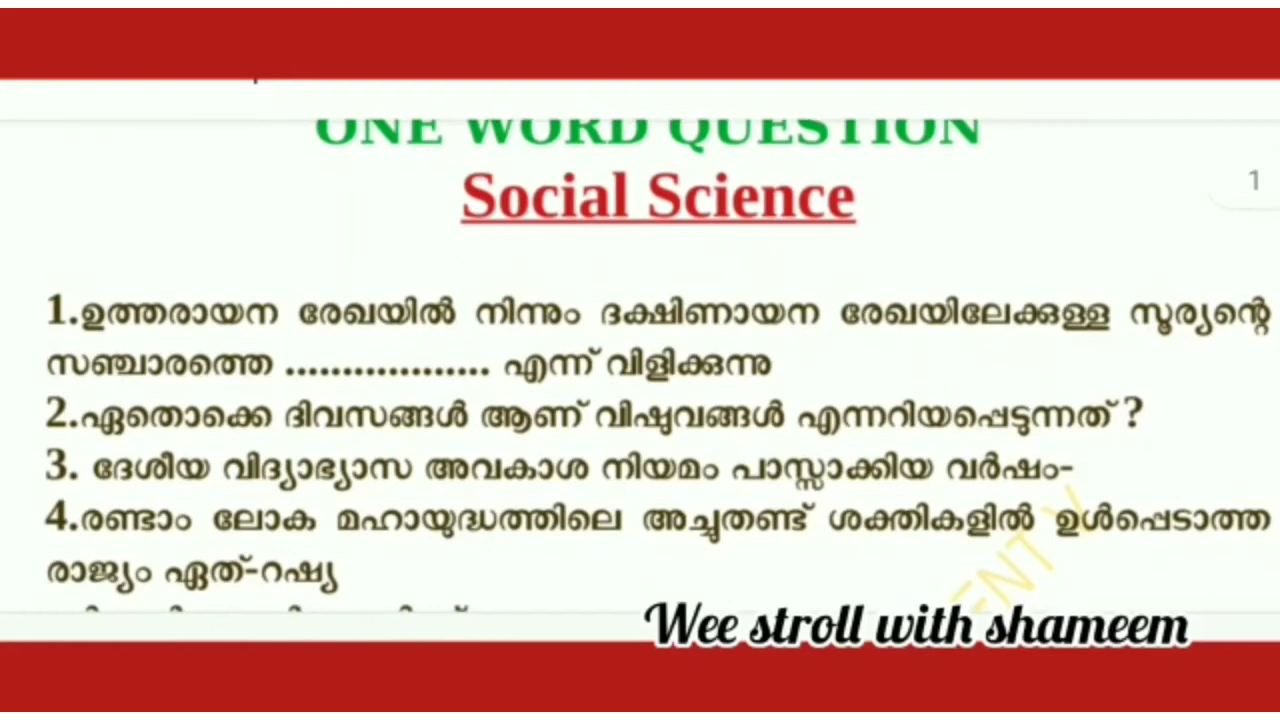 ONE WORD QUESTION
Social Science
1
1.ഉത്തരായന രേഖയിൽ നിന്നും ദക്ഷിണായന രേഖയിലേക്കുള്ള സൂര്യന്റെ
സഞ്ചാരത്തെ .................. എന്ന് വിളിക്കുന്നു
2.ഏതൊക്കെ ദിവസങ്ങൾ ആണ് വിഷുവങ്ങൾ എന്നറിയപ്പെടുന്നത് ?
3. ദേശീയ വിദ്യാഭ്യാസ അവകാശ നിയമം പാസ്സാക്കിയ വർഷം-
4.രണ്ടാം ലോക മഹായുദ്ധത്തിലെ അച്ചുതണ്ട് ശക്തികളിൽ ഉൾപ്പെടാത്ത
രാജ്യം ഏത്-റഷ്യ
Wee stroll with shameem